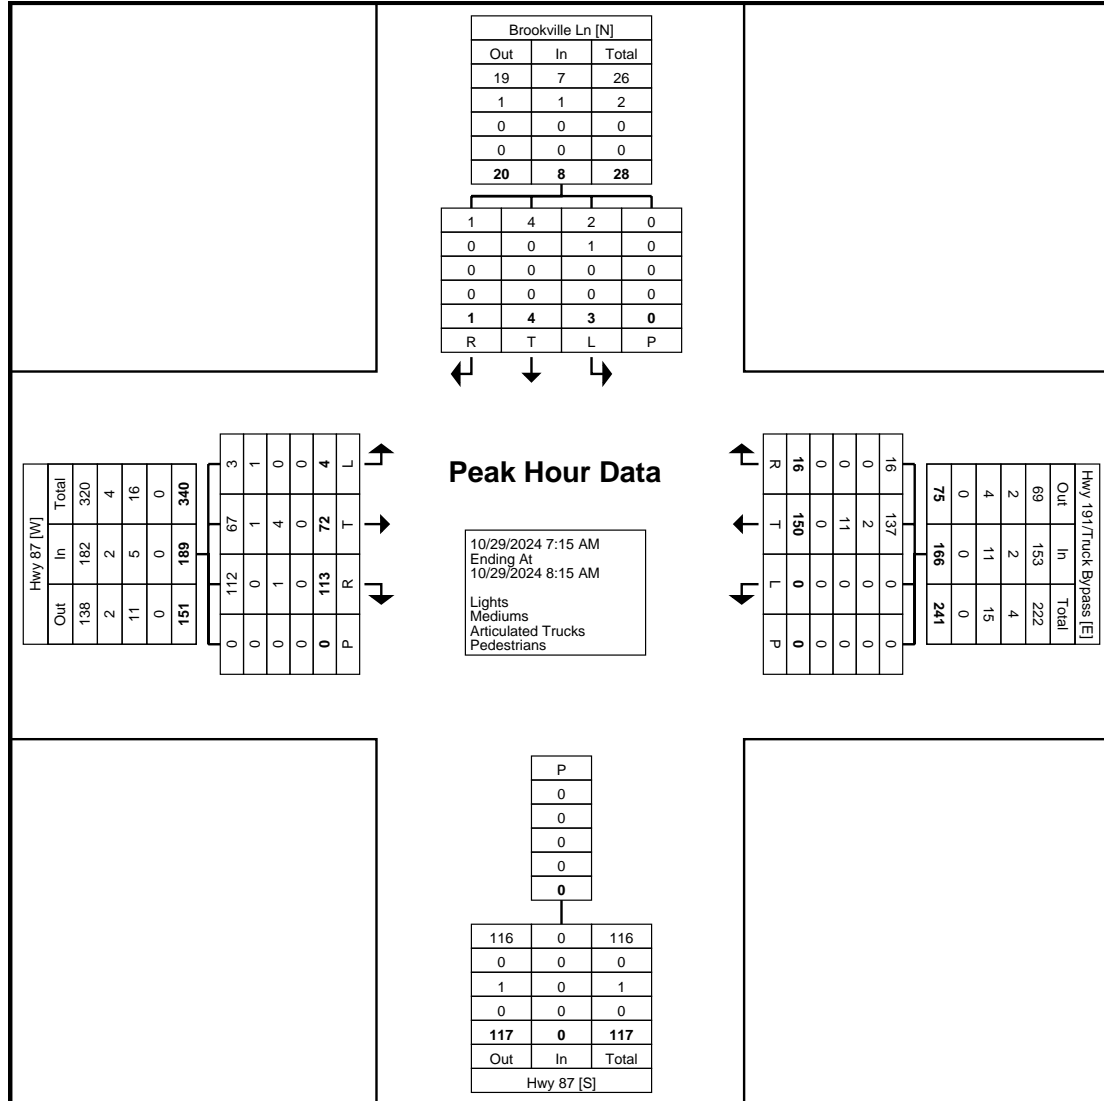 Brookville Ln [N]
Out In Total
19 7 26
1 1 2
0 0 0
0 0 0
20 8 28
1 4 2 0
0 0 1 0
0 0 0 0
0 0 0 0
1 4 3 0
R T L P
Hwy 87 [W]
Total In Out
320 182 138
4 2 2
16 5 11
0 0 0
340 189 151
3 67 112 0
1 1 0 0
0 4 1 0
0 0 0 0
4 72 113 0
L T R P
Peak Hour Data
10/29/2024 7:15 AM
Ending At
10/29/2024 8:15 AM
Lights
Mediums
Articulated Trucks
Pedestrians
R T L P
16 150 0 0
0 0 0 0
0 11 0 0
0 2 0 0
16 137 0 0
Hwy 191/Truck Bypass [E]
Out In Total
69 153 222
2 2 4
4 11 15
0 0 0
75 166 241
P
0
0
0
0
0
116 0 116
0 0 0
1 0 1
0 0 0
117 0 117
Out In Total
Hwy 87 [S]